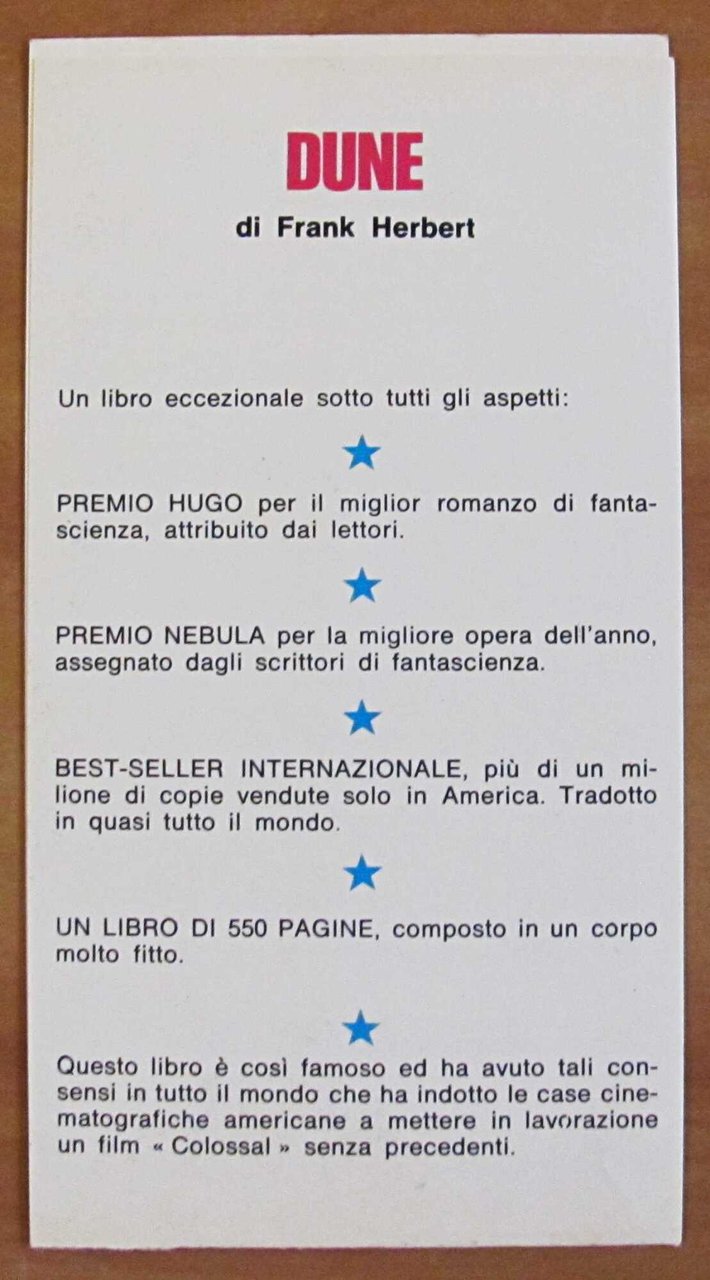 DUNE
di Frank Herbert
Un libro eccezionale sotto tutti gli aspetti:
PREMIO HUGO per il miglior romanzo di fanta-
scienza, attribuito dai lettori.
PREMIO NEBULA per la migliore opera dell'anno,
assegnato dagli scrittori di fantascienza.
BEST-SELLER INTERNAZIONALE, più di un mi-
lione di copie vendute solo in America. Tradotto
in quasi tutto il mondo.
UN LIBRO DI 550 PAGINE, composto in un corpo
molto fitto.
Questo libro è così famoso ed ha avuto tali con-
sensi in tutto il mondo che ha indotto le case cine-
matografiche americane a mettere in lavorazione
un film « Colossal » senza precedenti.